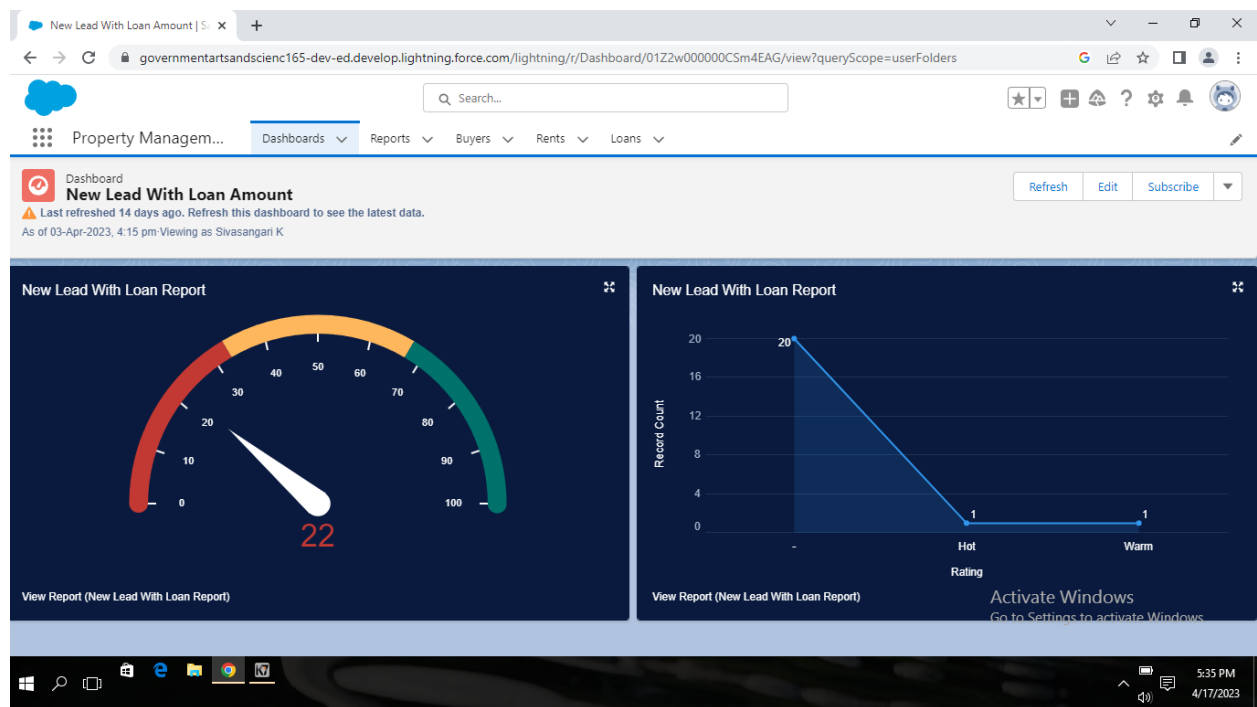 New Lead With Loan Amount | S
governmentartsandscienc165-dev-ed.develop.lightning.force.com/lightning/r/Dashboard/01Z2w000000CSm4EAG/view?queryScope=userFolders
Search...
Property Managem...
Dashboards
Reports
Buyers
Rents
Loans
Dashboard
New Lead With Loan Amount
Refresh
Edit
Subscribe
Last refreshed 14 days ago. Refresh this dashboard to see the latest data.
As of 03-Apr-2023, 4:15 pm·Viewing as Sivasangari K
New Lead With Loan Report
0
10
20
30
40
50
60
70
80
90
100
22
View Report (New Lead With Loan Report)
New Lead With Loan Report
Record Count
20
16
12
8
4
0
20
1
1
-
Hot
Warm
Rating
View Report (New Lead With Loan Report)
Activate Windows
Go to Settings to activate Windows.
5:35 PM
4/17/2023